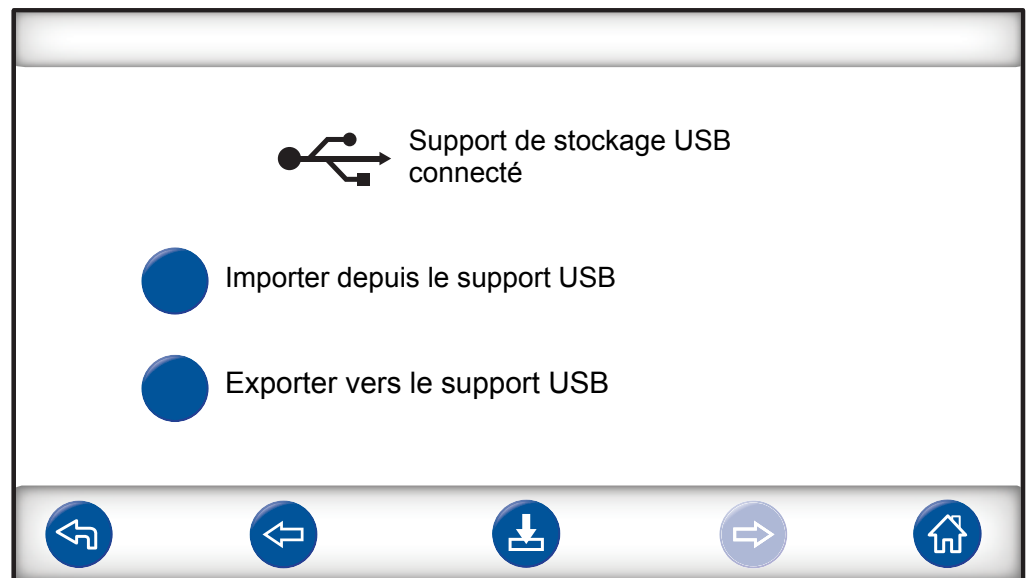 Support de stockage USB
connecté
Importer depuis le support USB
Exporter vers le support USB